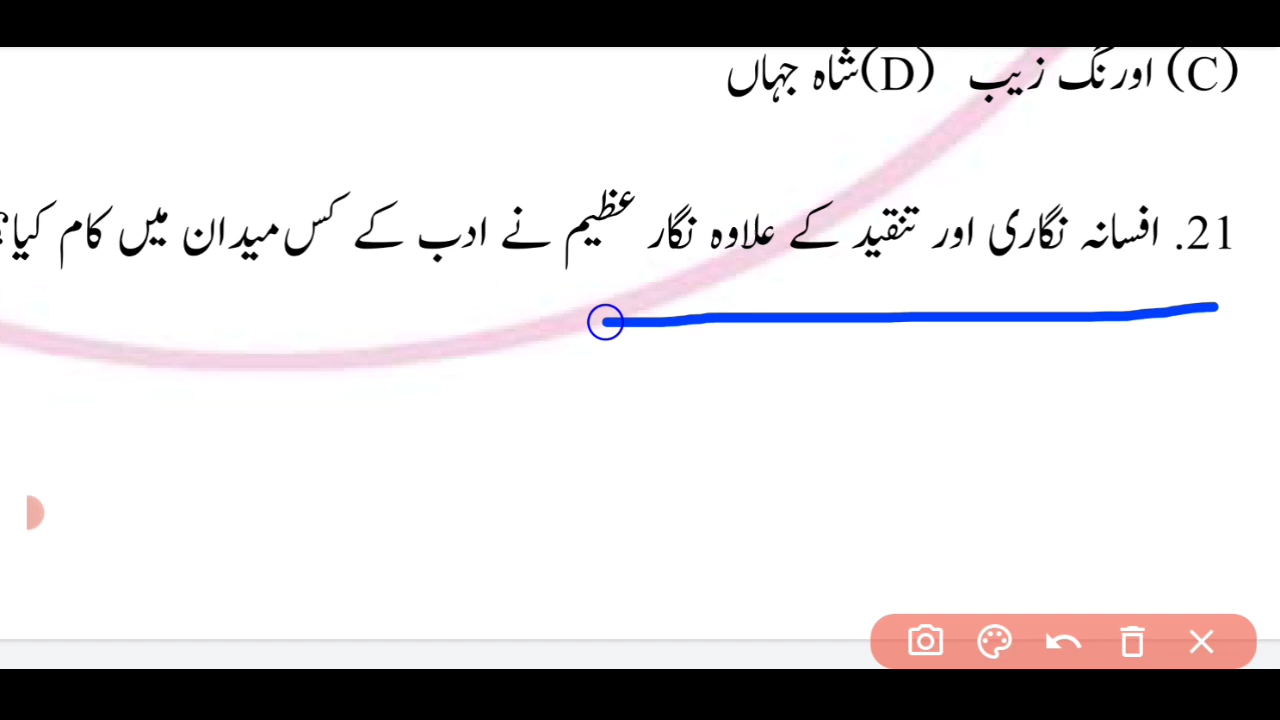 (C) اورنگ زیب (D)شاہ جہاں
21. افسانہ نگاری اور تنقید کے علاوہ نگار عظیم نے ادب کے کس میدان میں کام کیا؟